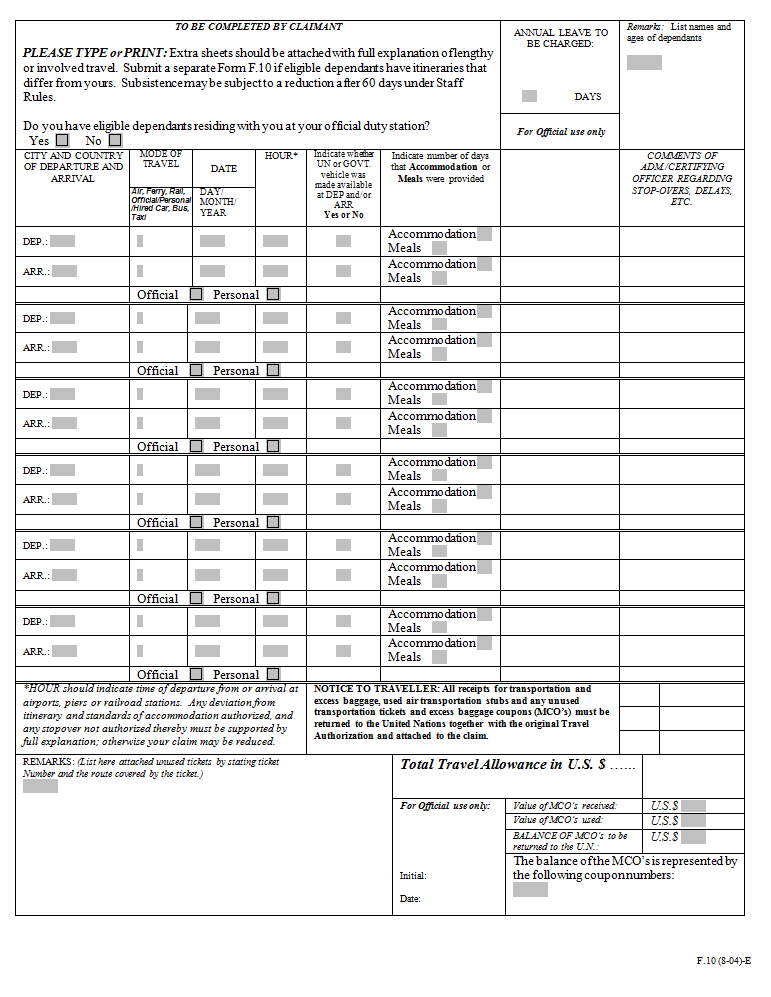 TO BE COMPLETED BY CLAIMANT
PLEASE TYPE or PRINT: Extra sheets should be attached with full explanation of lengthy
or involved travel. Submit a separate Form F.10 if eligible dependants have itineraries that
differ from yours. Subsistence may be subject to a reduction after 60 days under Staff
Rules.
Do you have eligible dependants residing with you at your official duty station?
Yes No
ANNUAL LEAVE TO
BE CHARGED:
DAYS
For Official use only
Remarks: List names and
ages of dependants
CITY AND COUNTRY
OF DEPARTURE AND
ARRIVAL
MODE OF
TRAVEL
Air, Ferry, Rail,
Official/Personal
/Hired Car, Bus,
Taxi
DATE
DAY/
MONTH/
YEAR
HOUR*
Indicate whether
UN or GOVT.
vehicle was
made available
at DEP and/or
ARR
Yes or No
Indicate number of days
that Accommodation or
Meals were provided
COMMENTS OF
ADM./CERTIFYING
OFFICER REGARDING
STOP-OVERS, DELAYS,
ETC.
DEP.: Accommodation
Meals
ARR.: Accommodation
Meals
Official Personal
DEP.: Accommodation
Meals
ARR.: Accommodation
Meals
Official Personal
DEP.: Accommodation
Meals
ARR.: Accommodation
Meals
Official Personal
DEP.: Accommodation
Meals
ARR.: Accommodation
Meals
Official Personal
DEP.: Accommodation
Meals
ARR.: Accommodation
Meals
Official Personal
DEP.: Accommodation
Meals
ARR.: Accommodation
Meals
Official Personal
*HOUR should indicate time of departure from or arrival at
airports, piers or railroad stations. Any deviation from
itinerary and standards of accommodation authorized, and
any stopover not authorized thereby must be supported by
full explanation; otherwise your claim may be reduced.
NOTICE TO TRAVELLER: All receipts for transportation and
excess baggage, used air transportation stubs and any unused
transportation tickets and excess baggage coupons (MCO's) must be
returned to the United Nations together with the original Travel
Authorization and attached to the claim.
REMARKS: (List here attached unused tickets by stating ticket
Number and the route covered by the ticket.)
Total Travel Allowance in U.S. $ ......
For Official use only:
Initial:
Date:
Value of MCO's received: U.S.$
Value of MCO's used: U.S.$
BALANCE OF MCO's to be
returned to the U.N.: U.S.$
The balance of the MCO's is represented by
the following coupon numbers:
F.10 (8-04)-E